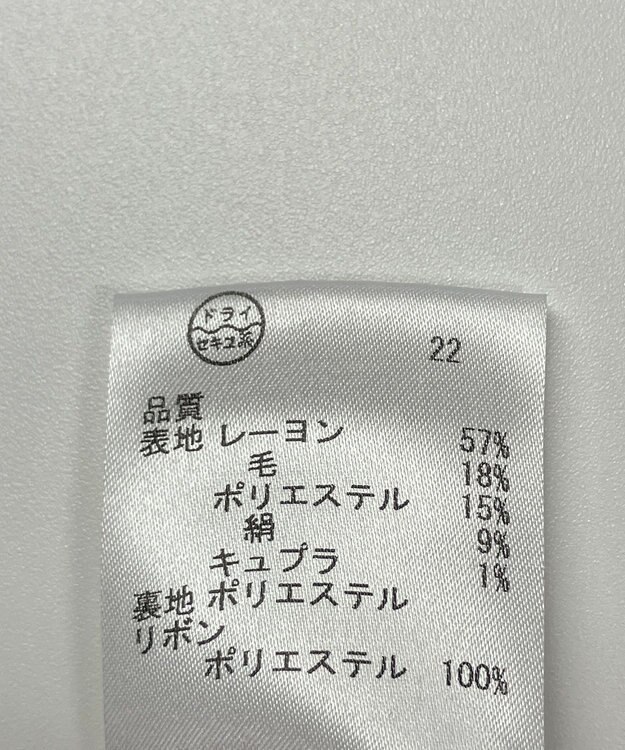 ドライ
セキユ系
22
品質
表地 レーヨン 57%
毛 18%
ポリエステル 15%
絹 9%
キュプラ 1%
裏地 ポリエステル
リボン
ポリエステル 100%